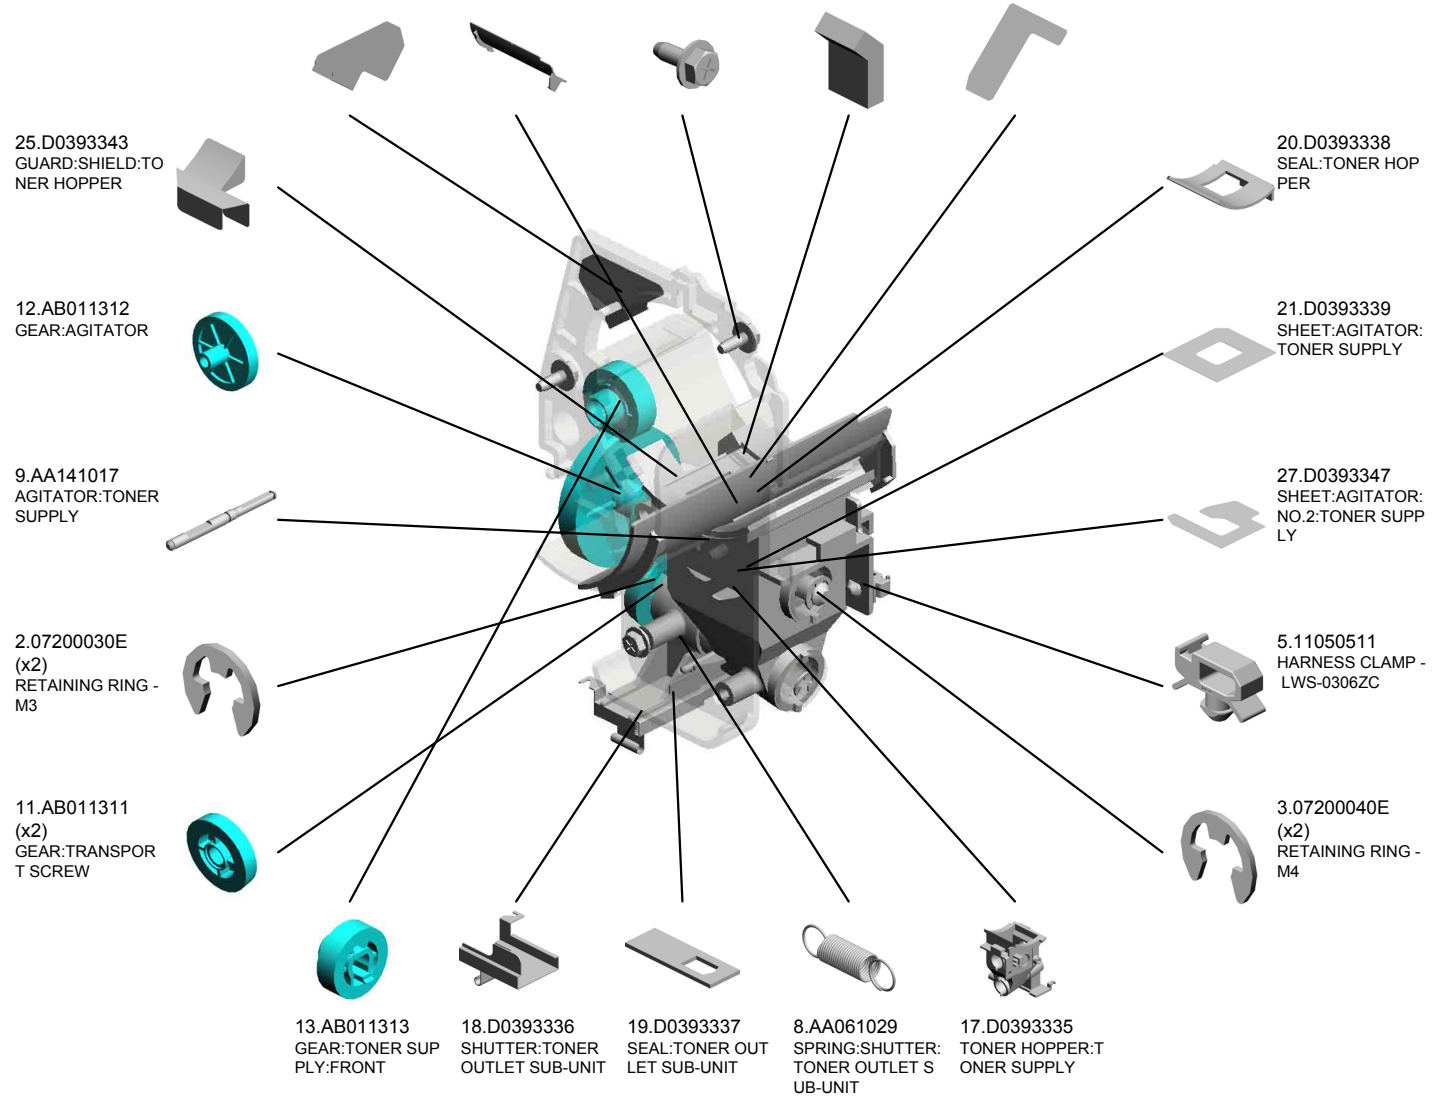 25.D0393343
GUARD:SHIELD:TO
NER HOPPER
12.AB011312
GEAR:AGITATOR
9.AA141017
AGITATOR:TONER
SUPPLY
2.07200030E
(x2)
RETAINING RING -
M3
11.AB011311
(x2)
GEAR:TRANSPOR
T SCREW
20.D0393338
SEAL:TONER HOP
PER
21.D0393339
SHEET:AGITATOR:
TONER SUPPLY
27.D0393347
SHEET:AGITATOR:
NO.2:TONER SUPP
LY
5.11050511
HARNESS CLAMP -
LWS-0306ZC
3.07200040E
(x2)
RETAINING RING -
M4
13.AB011313
GEAR:TONER SUP
PLY:FRONT
18.D0393336
SHUTTER:TONER
OUTLET SUB-UNIT
19.D0393337
SEAL:TONER OUT
LET SUB-UNIT
8.AA061029
SPRING:SHUTTER:
TONER OUTLET S
UB-UNIT
17.D0393335
TONER HOPPER:T
ONER SUPPLY